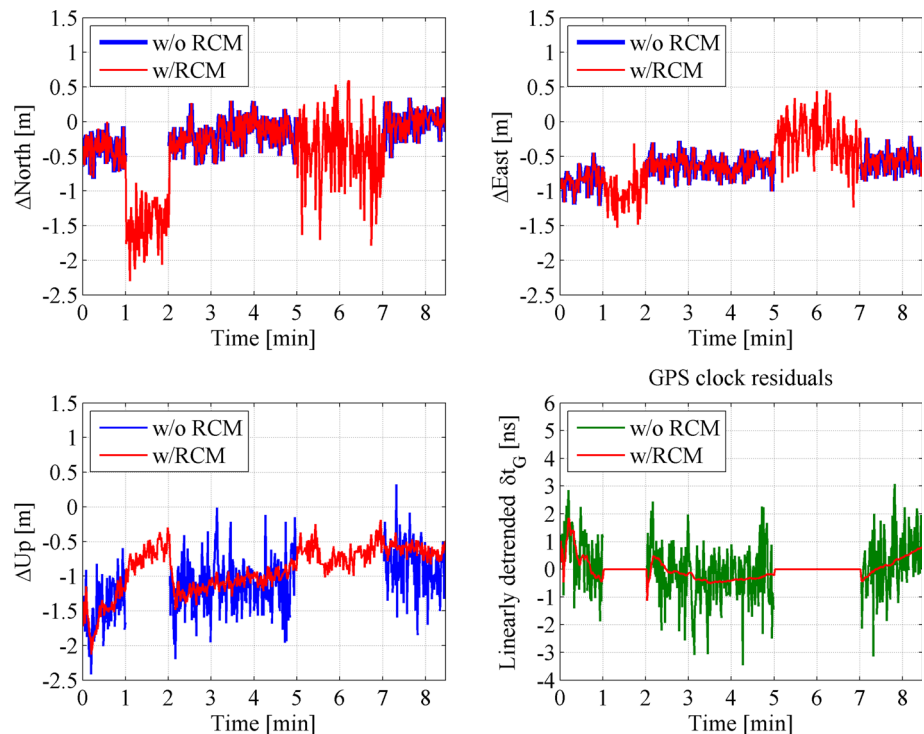 1.5
1
0.5
0
-0.5
-1
-1.5
-2
-2.5
ΔNorth [m]
w/o RCM
w/RCM
0 1 2 3 4 5 6 7 8
Time [min]
1.5
1
0.5
0
-0.5
-1
-1.5
-2
-2.5
ΔEast [m]
w/o RCM
w/RCM
0 1 2 3 4 5 6 7 8
Time [min]
1.5
1
0.5
0
-0.5
-1
-1.5
-2
-2.5
ΔUp [m]
w/o RCM
w/RCM
0 1 2 3 4 5 6 7 8
Time [min]
GPS clock residuals
6
5
4
3
2
1
0
-1
-2
-3
-4
Linearly detrended δt_G [ns]
w/o RCM
w/RCM
0 1 2 3 4 5 6 7 8
Time [min]